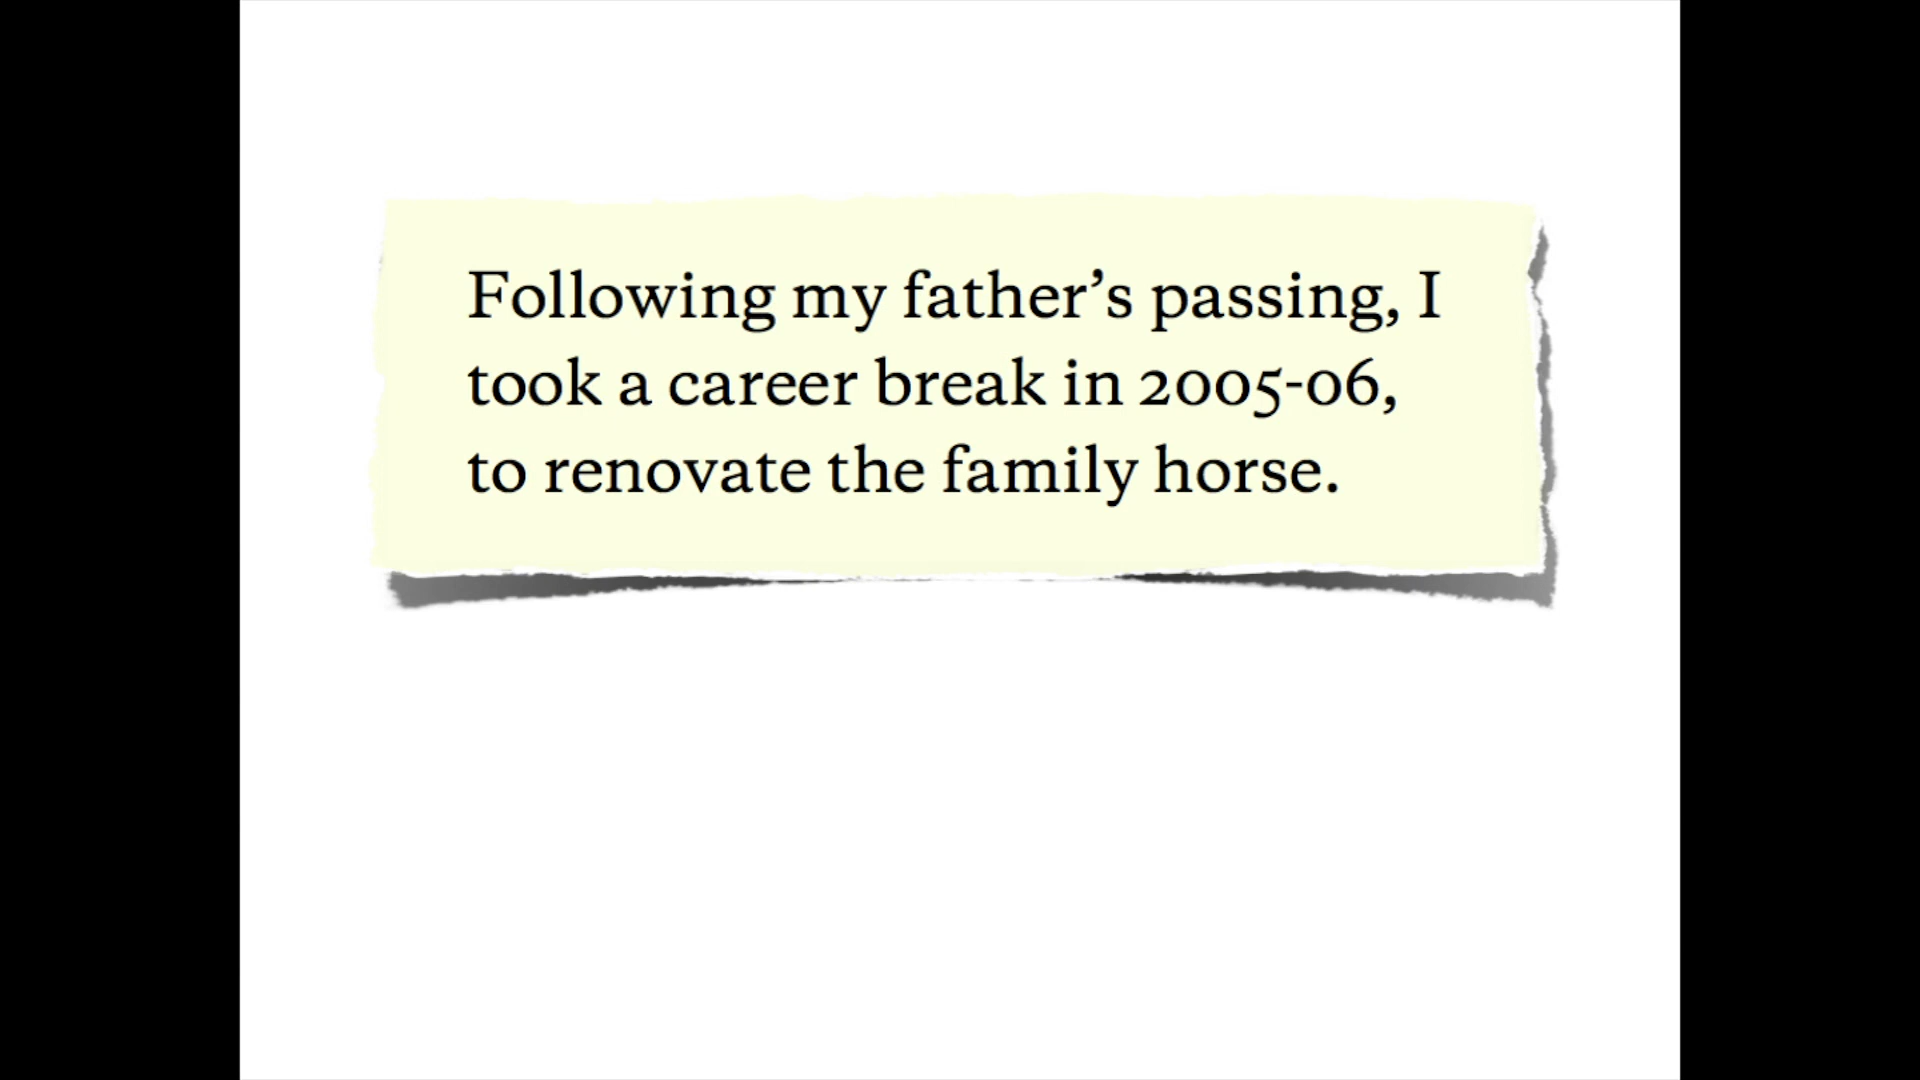 Following my father’s passing, I
took a career break in 2005-06,
to renovate the family horse.